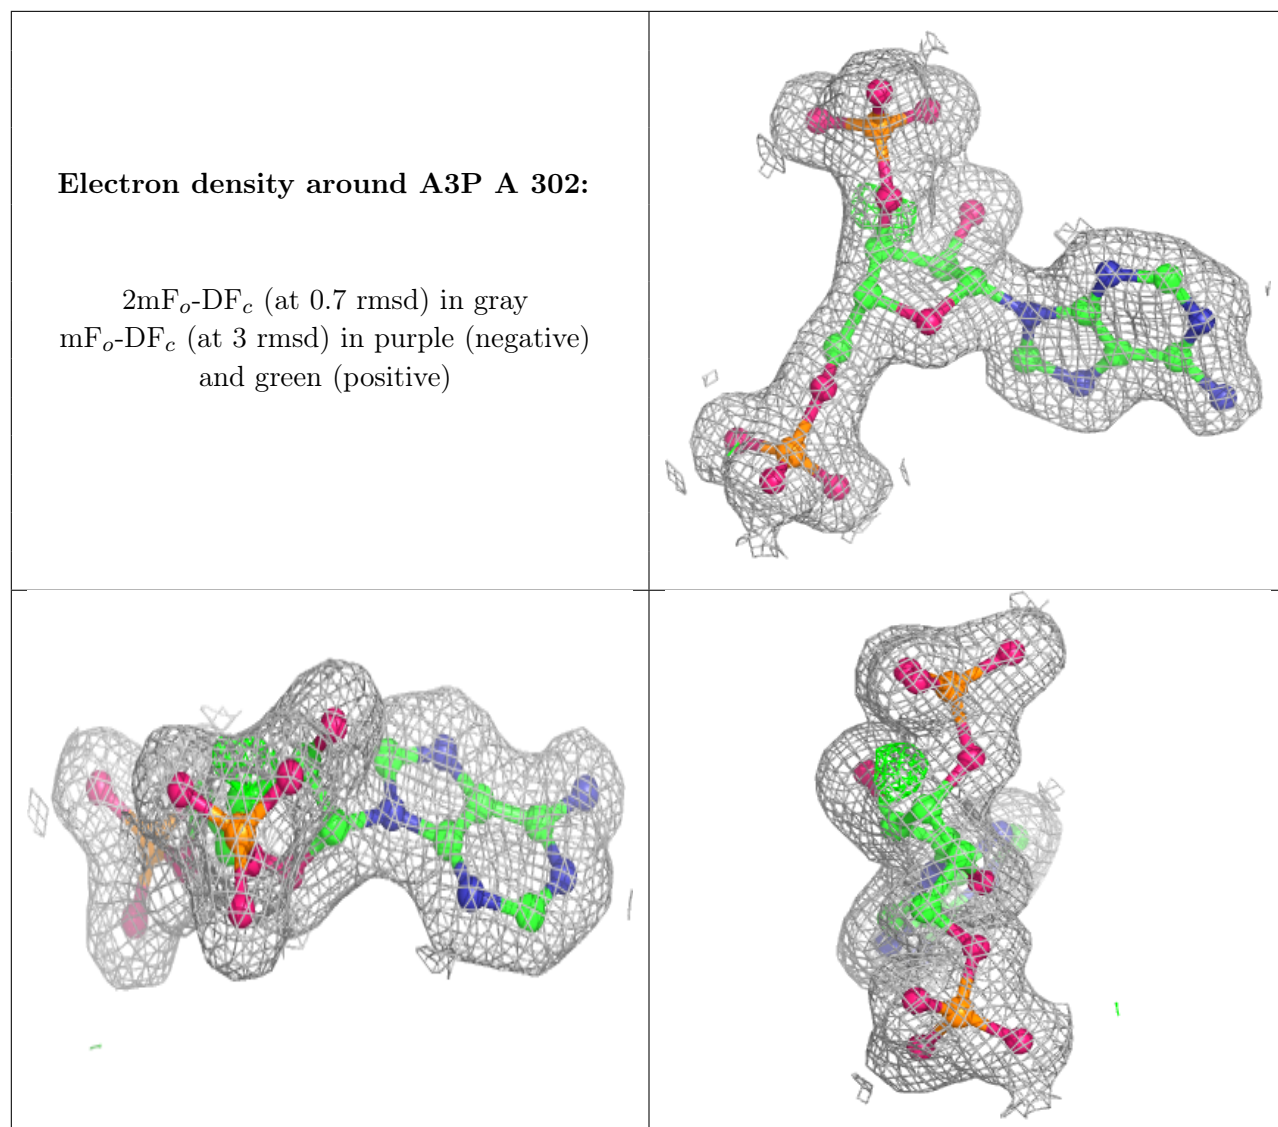 Electron density around A3P A 302:
2mFo-DFc (at 0.7 rmsd) in gray
mFo-DFc (at 3 rmsd) in purple (negative)
and green (positive)